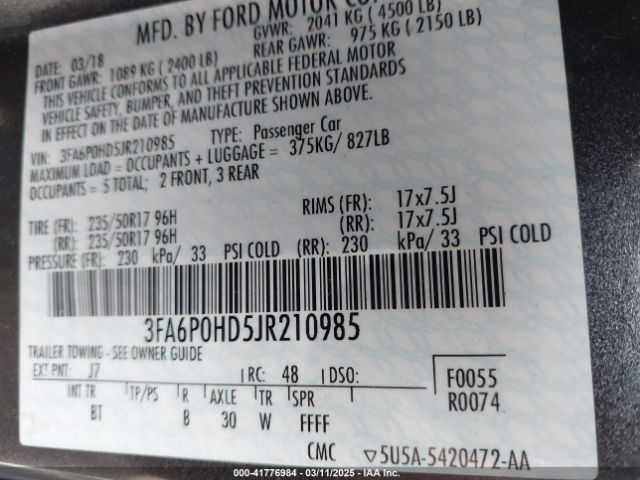 MFD. BY FORD MOTOR CO
DATE: 03/18 GVWR: 2041 KG ( 4500 LB)
FRONT GAWR: 1089 KG ( 2400 LB) REAR GAWR: 975 KG ( 2150 LB)
THIS VEHICLE CONFORMS TO ALL APPLICABLE FEDERAL MOTOR
VEHICLE SAFETY, BUMPER, AND THEFT PREVENTION STANDARDS
IN EFFECT ON THE DATE OF MANUFACTURE SHOWN ABOVE.
VIN: 3FA6P0HD5JR210985 TYPE: Passenger Car
MAXIMUM LOAD = OCCUPANTS + LUGGAGE = 375KG/ 827LB
OCCUPANTS = 5 TOTAL; 2 FRONT, 3 REAR
TIRE (FR): 235/50R17 96H RIMS (FR): 17x7.5J
(RR): 235/50R17 96H (RR): 17x7.5J
PRESSURE (FR): 230 kPa/ 33 PSI COLD (RR): 230 kPa/ 33 PSI COLD
3FA6P0HD5JR210985
TRAILER TOWING - SEE OWNER GUIDE
EXT PNT: J7 RC: 48 DSO: F0055
INT TR TP/PS R AXLE TR SPR R0074
BT B 30 W FFFF
CMC ▽5U5A-5420472-AA
000-41776984 - 03/11/2025 - IAA Inc.